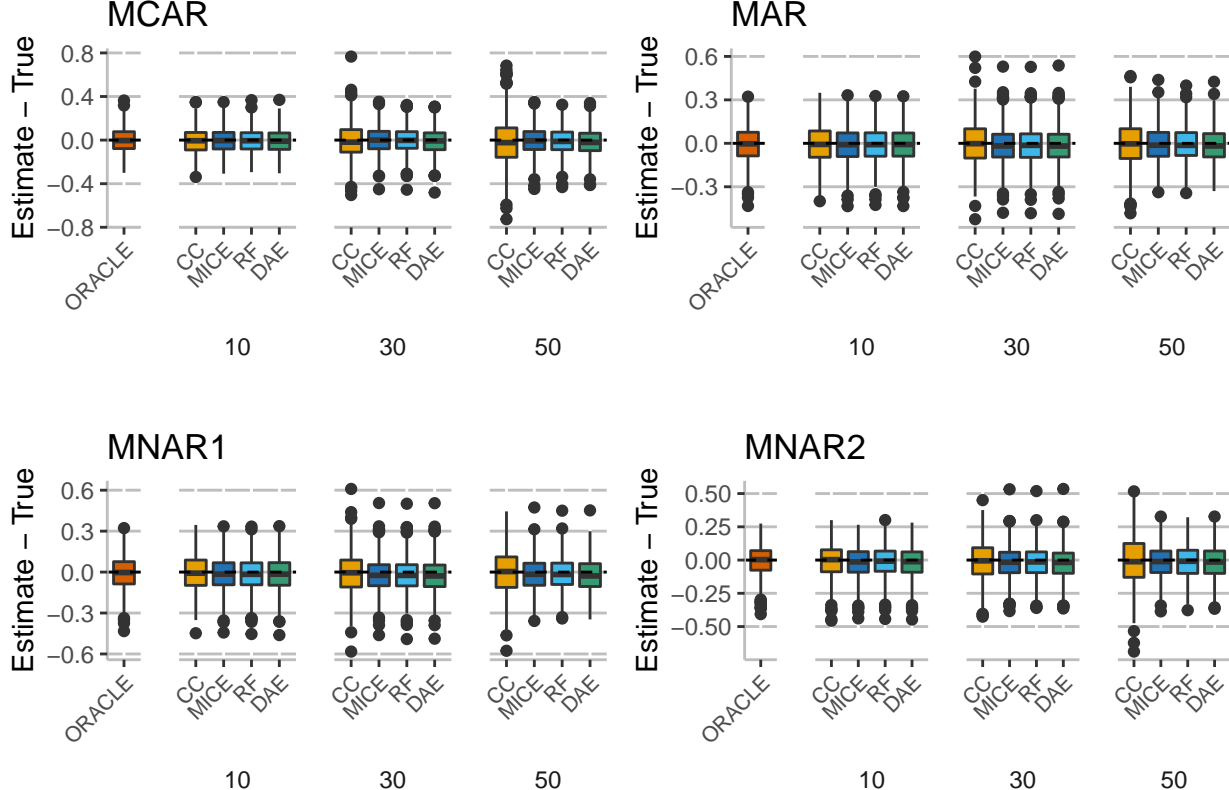 MCAR
Estimate – True
0.8
0.4
0.0
−0.4
−0.8
ORACLE
CC
MICE
RF
DAE
CC
MICE
RF
DAE
CC
MICE
RF
DAE
10
30
50
MAR
Estimate – True
0.6
0.3
0.0
−0.3
ORACLE
CC
MICE
RF
DAE
CC
MICE
RF
DAE
CC
MICE
RF
DAE
10
30
50
MNAR1
Estimate – True
0.6
0.3
0.0
−0.3
−0.6
ORACLE
CC
MICE
RF
DAE
CC
MICE
RF
DAE
CC
MICE
RF
DAE
10
30
50
MNAR2
Estimate – True
0.50
0.25
0.00
−0.25
−0.50
ORACLE
CC
MICE
RF
DAE
CC
MICE
RF
DAE
CC
MICE
RF
DAE
10
30
50